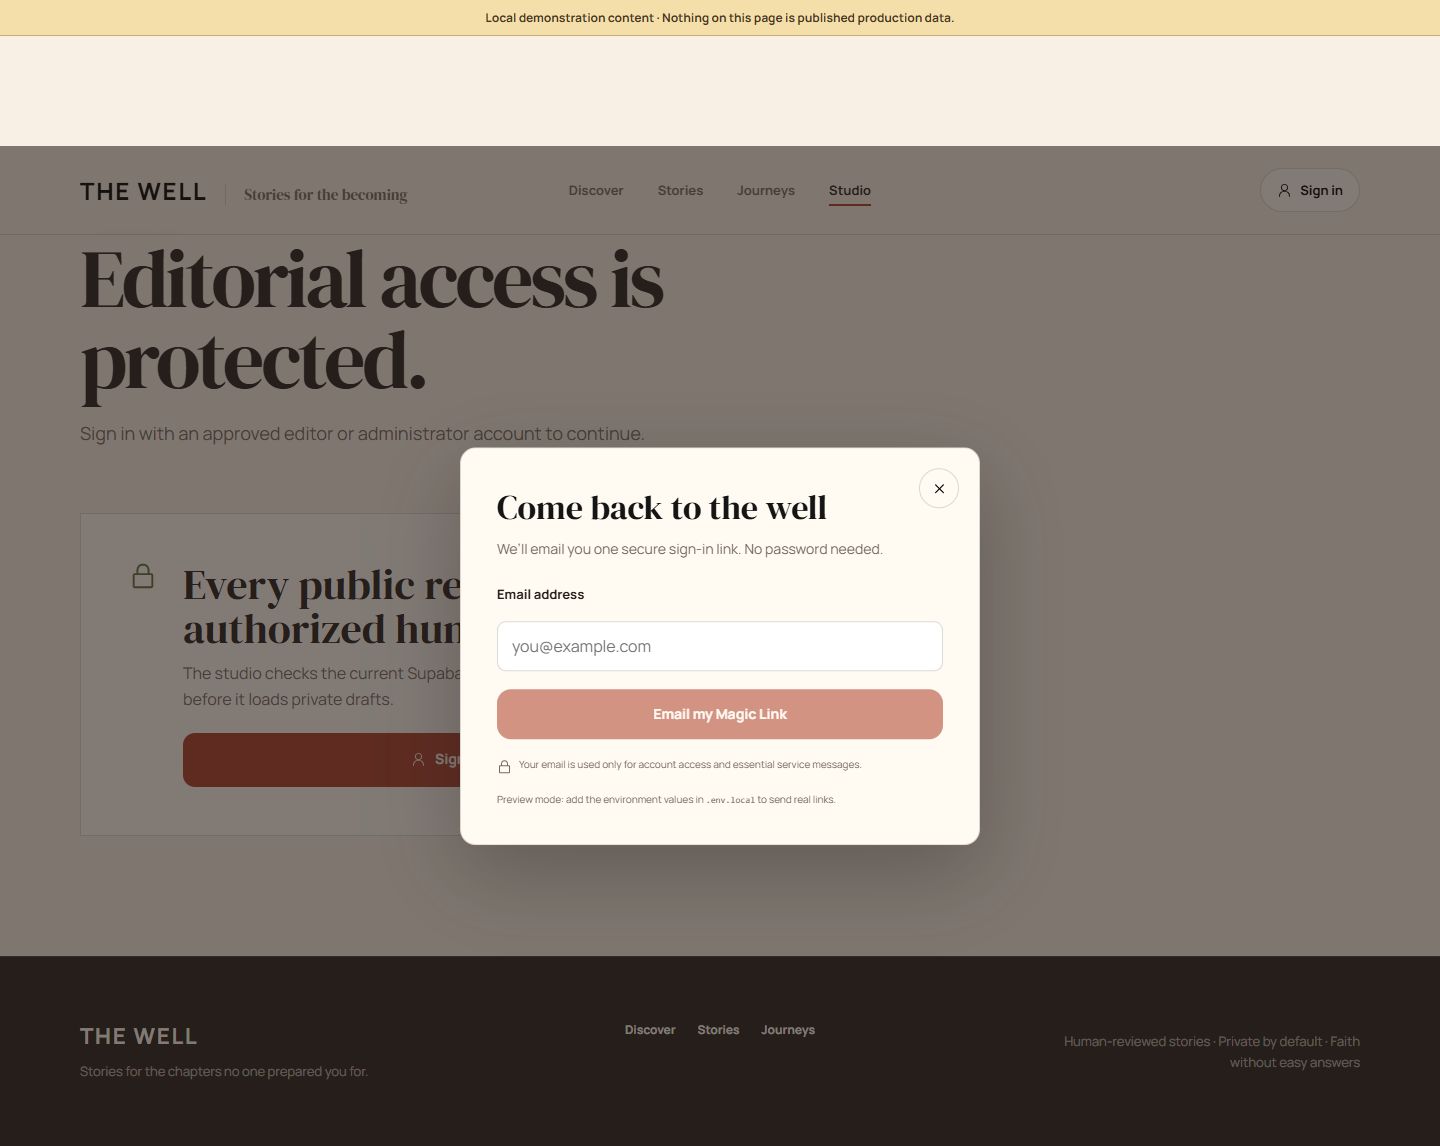 Local demonstration content · Nothing on this page is published production data.
THE WELL
Stories for the becoming
Discover
Stories
Journeys
Studio
Sign in
Editorial access is
protected.
Sign in with an approved editor or administrator account to continue.
Every public
authorized
The studio checks the current
before it loads private drafts.
Come back to the well
We'll email you one secure sign-in link. No password needed.
Email address
you@example.com
Email my Magic Link
Your email is used only for account access and essential service messages.
Preview mode: add the environment values in .env.local to send real links.
THE WELL
Stories for the chapters no one prepared you for.
Discover
Stories
Journeys
Human-reviewed stories · Private by default · Faith
without easy answers